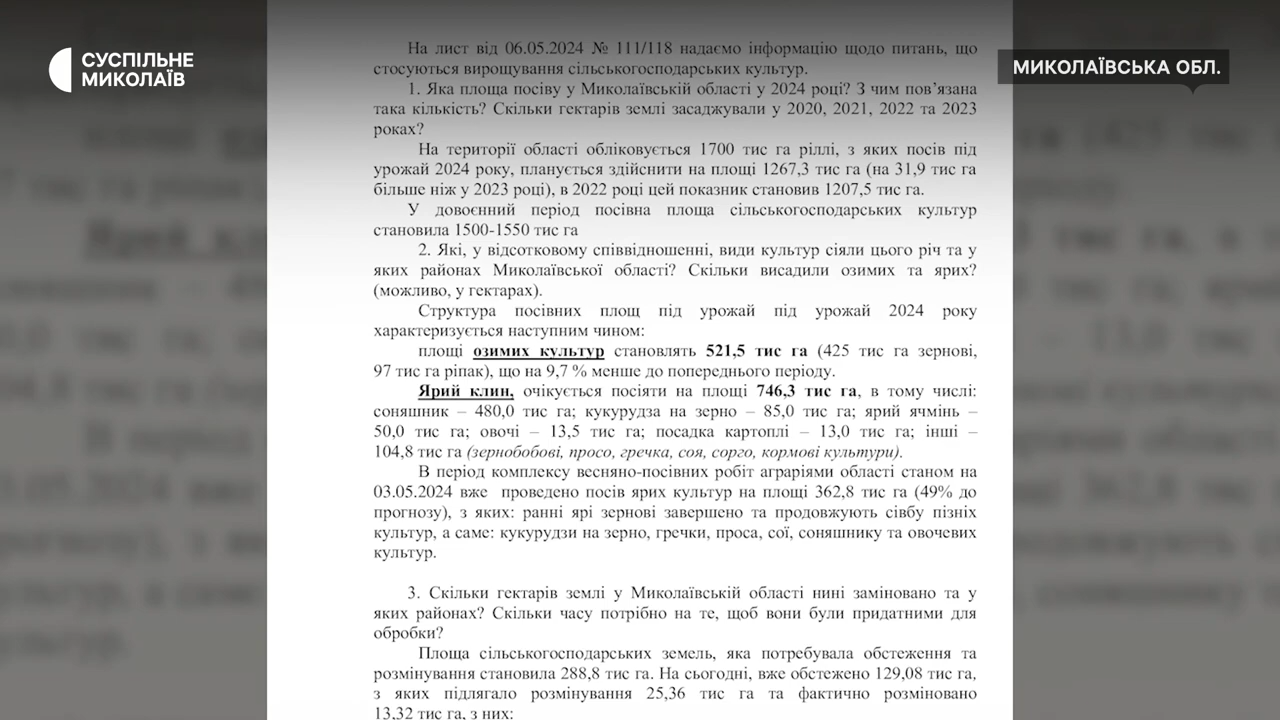 СУСПІЛЬНЕ
МИКОЛАЇВ
МИКОЛАЇВСЬКА ОБЛ.
На лист від 06.05.2024 № 111/118 надаємо інформацію щодо питань, що
стосуються вирощування сільськогосподарських культур.
1. Яка площа посіву у Миколаївській області у 2024 році? З чим пов’язана
така кількість? Скільки гектарів землі засаджували у 2020, 2021, 2022 та 2023
роках?
На території області обліковується 1700 тис га ріллі, з яких посів під
урожай 2024 року, планується здійснити на площі 1267,3 тис га (на 31,9 тис га
більше ніж у 2023 році), в 2022 році цей показник становив 1207,5 тис га.
У довоєнний період посівна площа сільськогосподарських культур
становила 1500-1550 тис га
2. Які, у відсотковому співвідношенні, види культур сіяли цього річ та у
яких районах Миколаївської області? Скільки висадили озимих та ярих?
(можливо, у гектарах).
Структура посівних площ під урожай під урожай 2024 року
характеризується наступним чином:
площі озимих культур становлять 521,5 тис га (425 тис га зернові,
97 тис га ріпак), що на 9,7 % менше до попереднього періоду.
Ярий клин, очікується посіяти на площі 746,3 тис га, в тому числі:
соняшник – 480,0 тис га; кукурудза на зерно – 85,0 тис га; ярий ячмінь –
50,0 тис га; овочі – 13,5 тис га; посадка картоплі – 13,0 тис га; інші –
104,8 тис га (зернобобові, просо, гречка, соя, сорго, кормові культури).
В період комплексу весняно-посівних робіт аграріями області станом на
03.05.2024 вже проведено посів ярих культур на площі 362,8 тис га (49% до
прогнозу), з яких: ранні ярі зернові завершено та продовжують сівбу пізніх
культур, а саме: кукурудзи на зерно, гречки, проса, сої, соняшнику та овочевих
культур.
3. Скільки гектарів землі у Миколаївській області нині заміновано та у
яких районах? Скільки часу потрібно на те, щоб вони були придатними для
обробки?
Площа сільськогосподарських земель, яка потребувала обстеження та
розмінування становила 288,8 тис га. На сьогодні, вже обстежено 129,08 тис га,
з яких підлягало розмінування 25,36 тис га та фактично розміновано
13,32 тис га, з них: